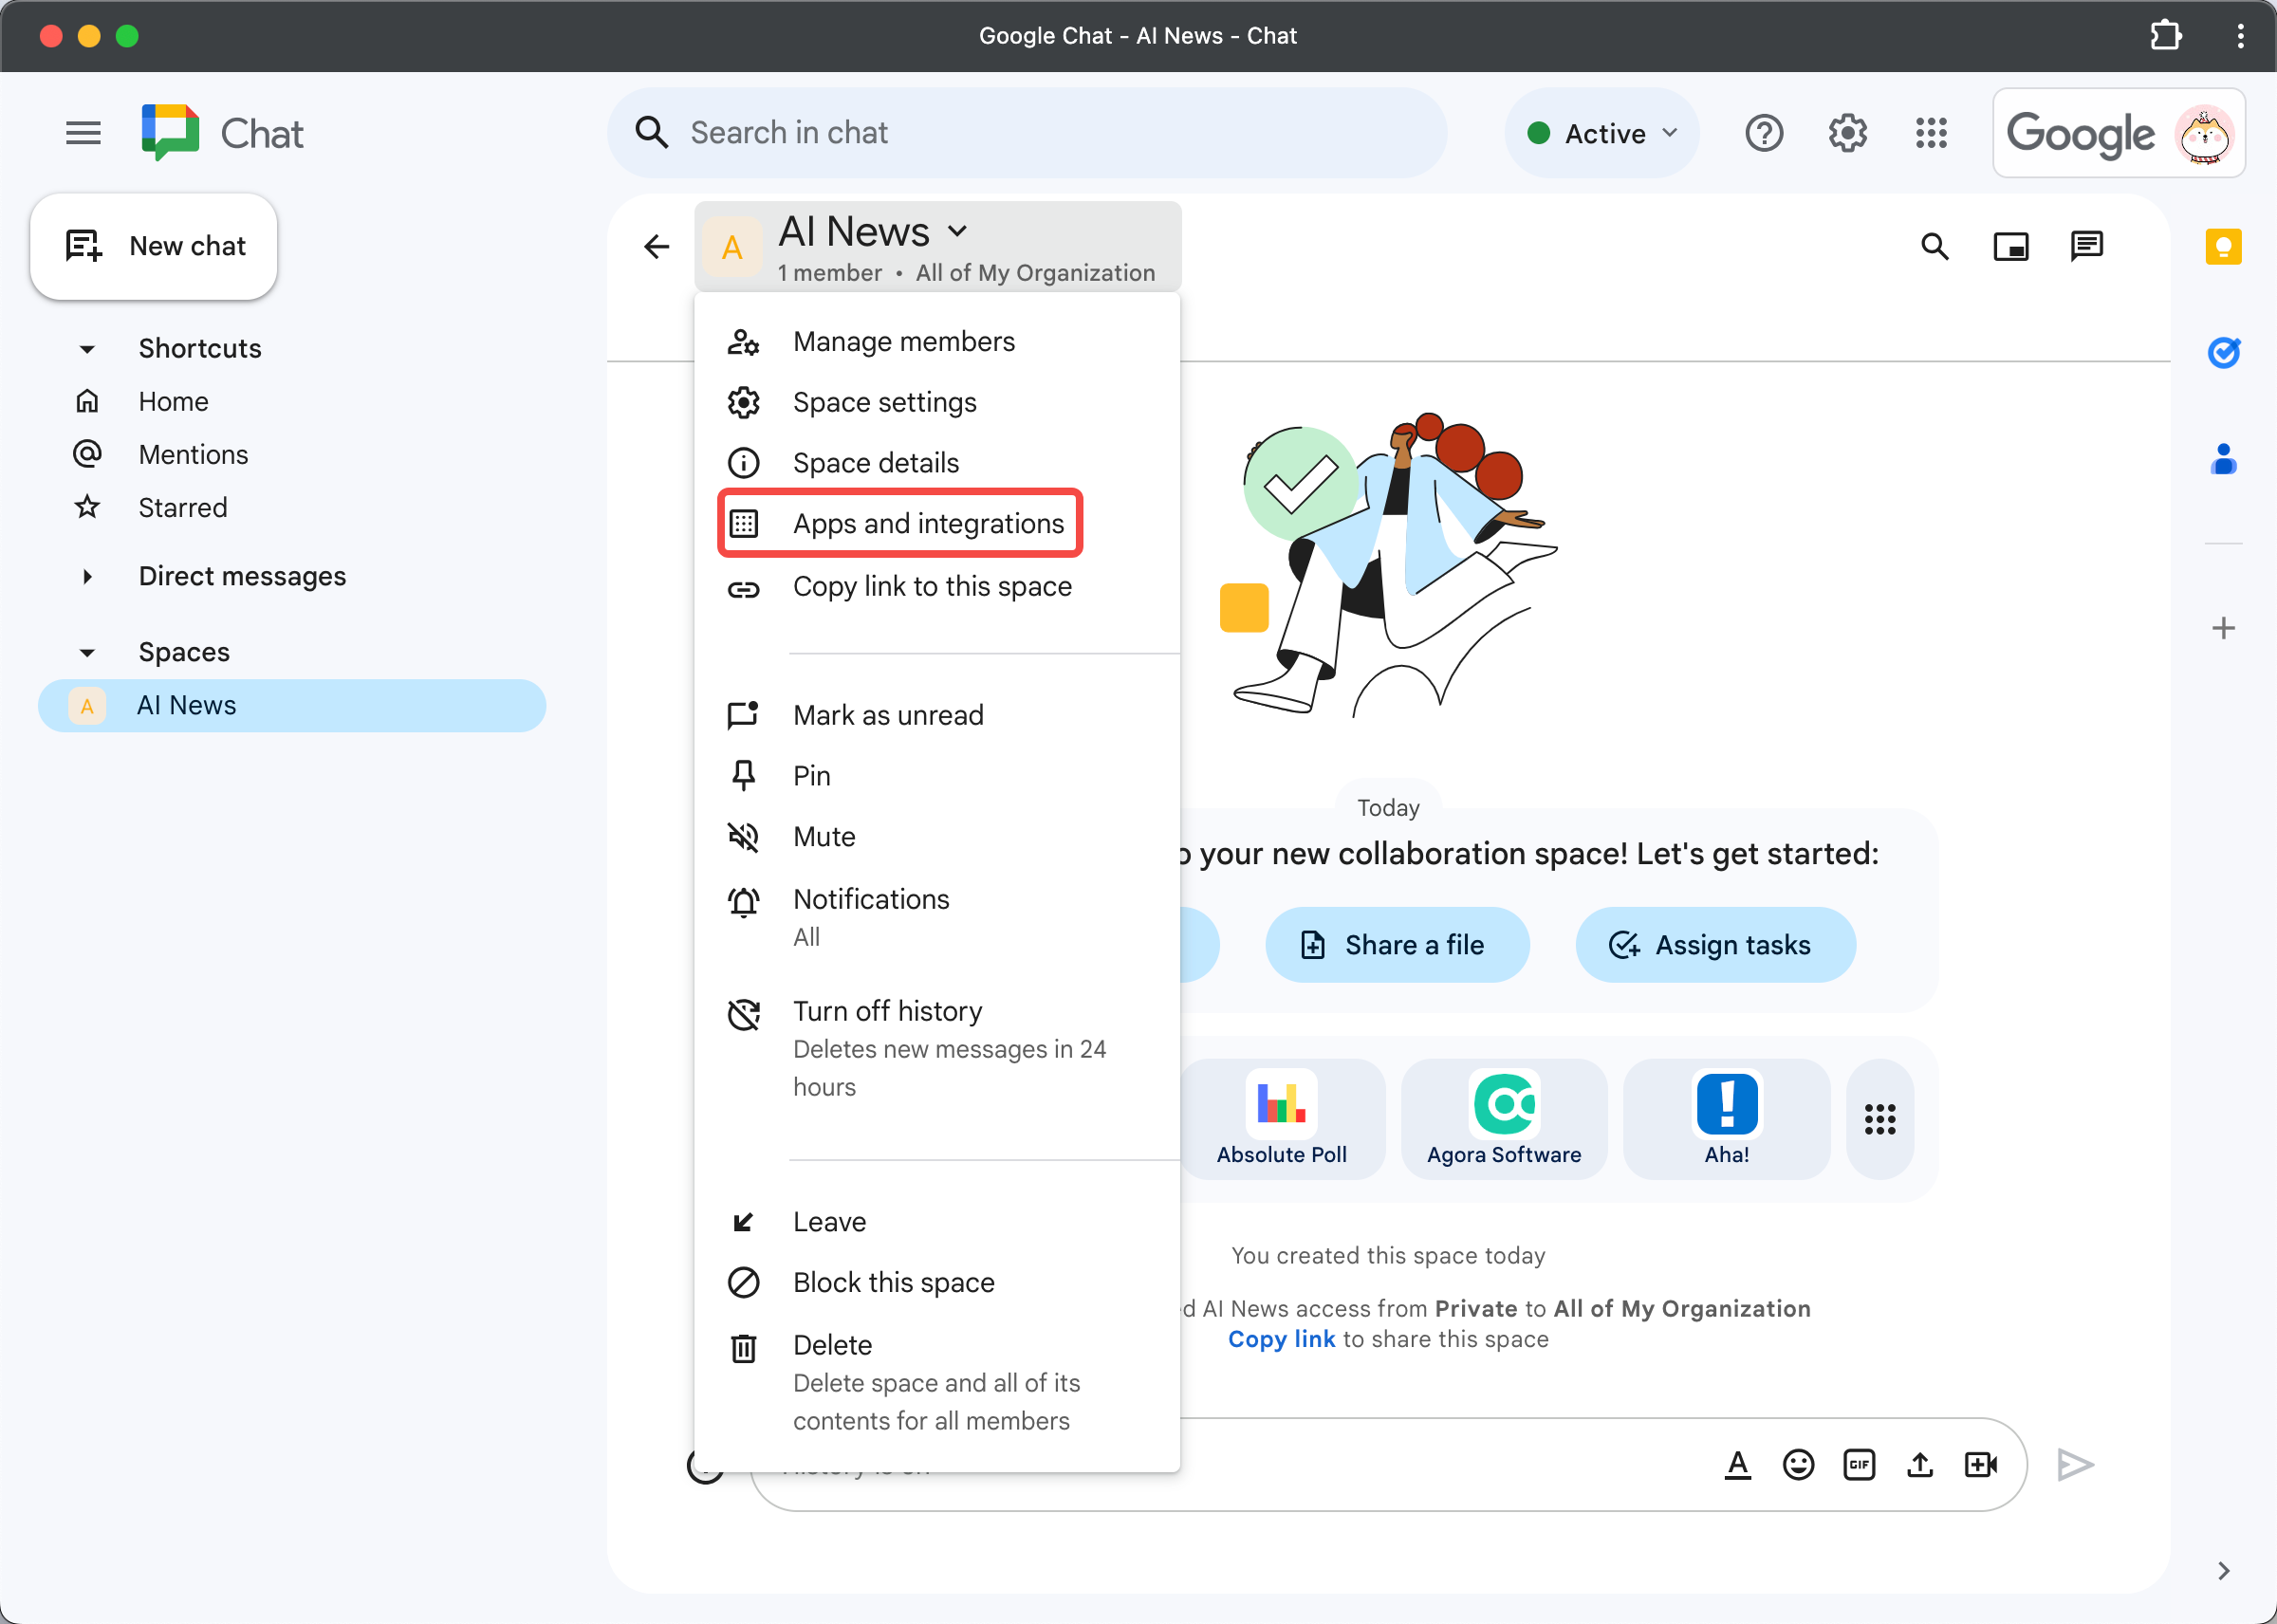 Google Chat - AI News - Chat
Chat
Search in chat
Active
Google
New chat
Shortcuts
Home
Mentions
Starred
Direct messages
Spaces
A
AI News
A
AI News
1 member • All of My Organization
Manage members
Space settings
Space details
Apps and integrations
Copy link to this space
Mark as unread
Pin
Mute
Notifications
All
Turn off history
Deletes new messages in 24
hours
Leave
Block this space
Delete
Delete space and all of its
contents for all members
Today
your new collaboration space! Let's get started:
Share a file
Assign tasks
Absolute Poll
Agora Software
Aha!
You created this space today
AI News access from Private to All of My Organization
Copy link to share this space
GIF